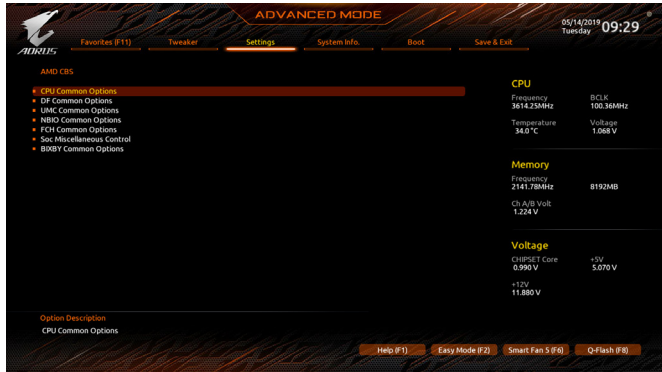 ADVANCED MODE
05/14/2019 Tuesday 09:29
AORUS
Favorites (F11) Tweaker Settings System Info. Boot Save & Exit
AMD CBS
CPU Common Options
DF Common Options
UMC Common Options
NBIO Common Options
FCH Common Options
Soc Miscellaneous Control
BIXBY Common Options
CPU
Frequency BCLK
3614.25MHz 100.36MHz
Temperature Voltage
34.0 °C 1.068 V
Memory
Frequency
2141.78MHz 8192MB
Ch A/B Volt
1.224 V
Voltage
CHIPSET Core +5V
0.990 V 5.070 V
+12V
11.880 V
Option Description
CPU Common Options
Help (F1) Easy Mode (F2) Smart Fan 5 (F6) Q-Flash (F8)